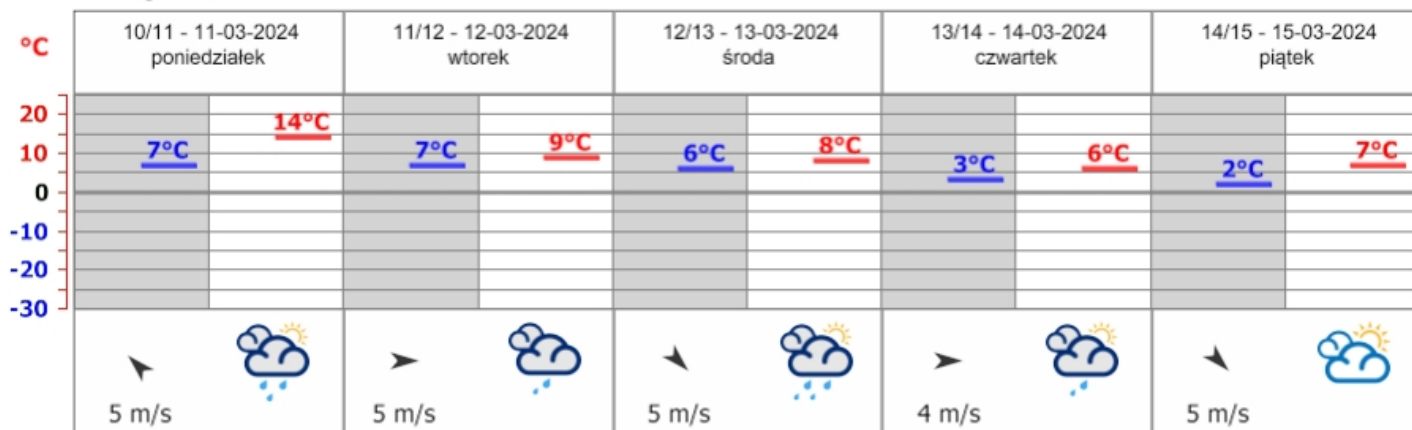 °C
10/11 - 11-03-2024
poniedziałek
11/12 - 12-03-2024
wtorek
12/13 - 13-03-2024
środa
13/14 - 14-03-2024
czwartek
14/15 - 15-03-2024
piątek
20
10
0
-10
-20
-30
7°C 14°C 7°C 9°C 6°C 8°C 3°C 6°C 2°C 7°C
5 m/s 5 m/s 5 m/s 4 m/s 5 m/s